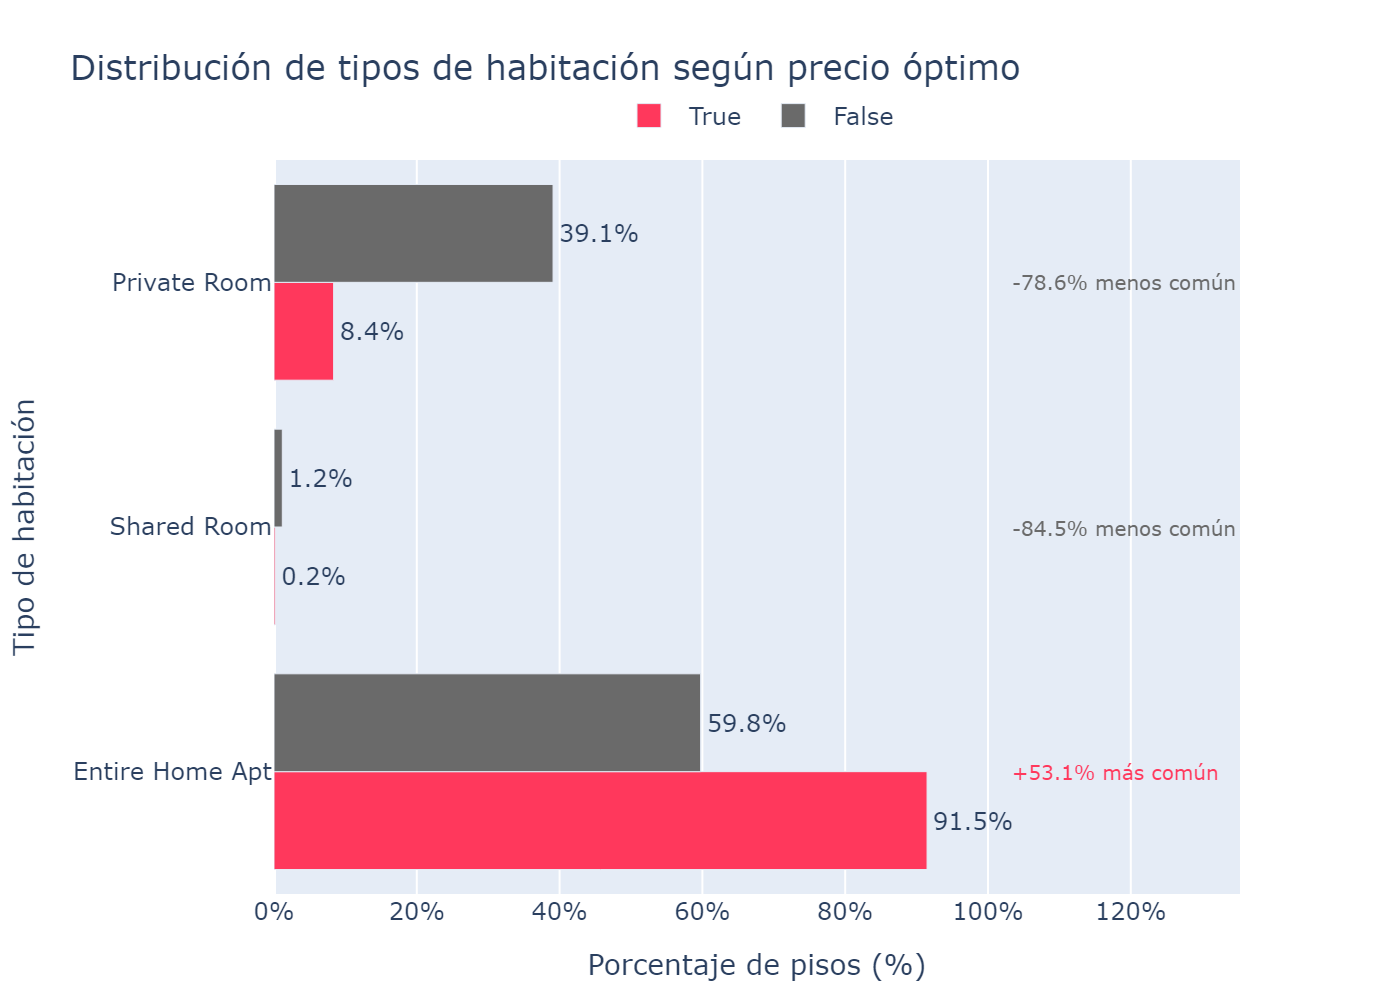 Distribución de tipos de habitación según precio óptimo
True
False
39.1%
Private Room
-78.6% menos común
8.4%
1.2%
Shared Room
-84.5% menos común
0.2%
59.8%
Entire Home Apt
+53.1% más común
91.5%
Tipo de habitación
0%
20%
40%
60%
80%
100%
120%
Porcentaje de pisos (%)